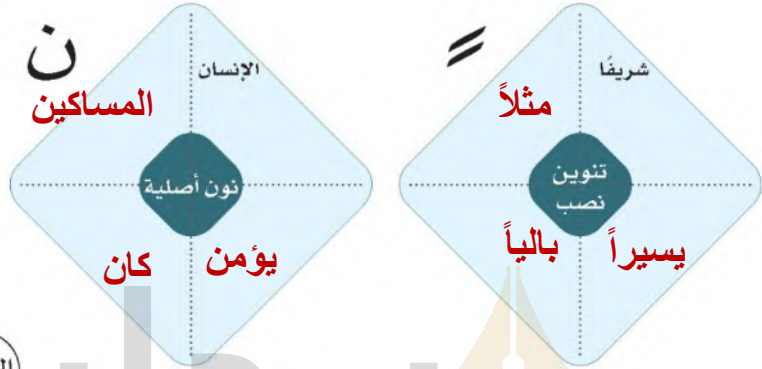 شريفًا
مثلاً
تنوين
نصب
يسيراً
بالياً
ن
الإنسان
المساكين
نون أصلية
يؤمن
كان